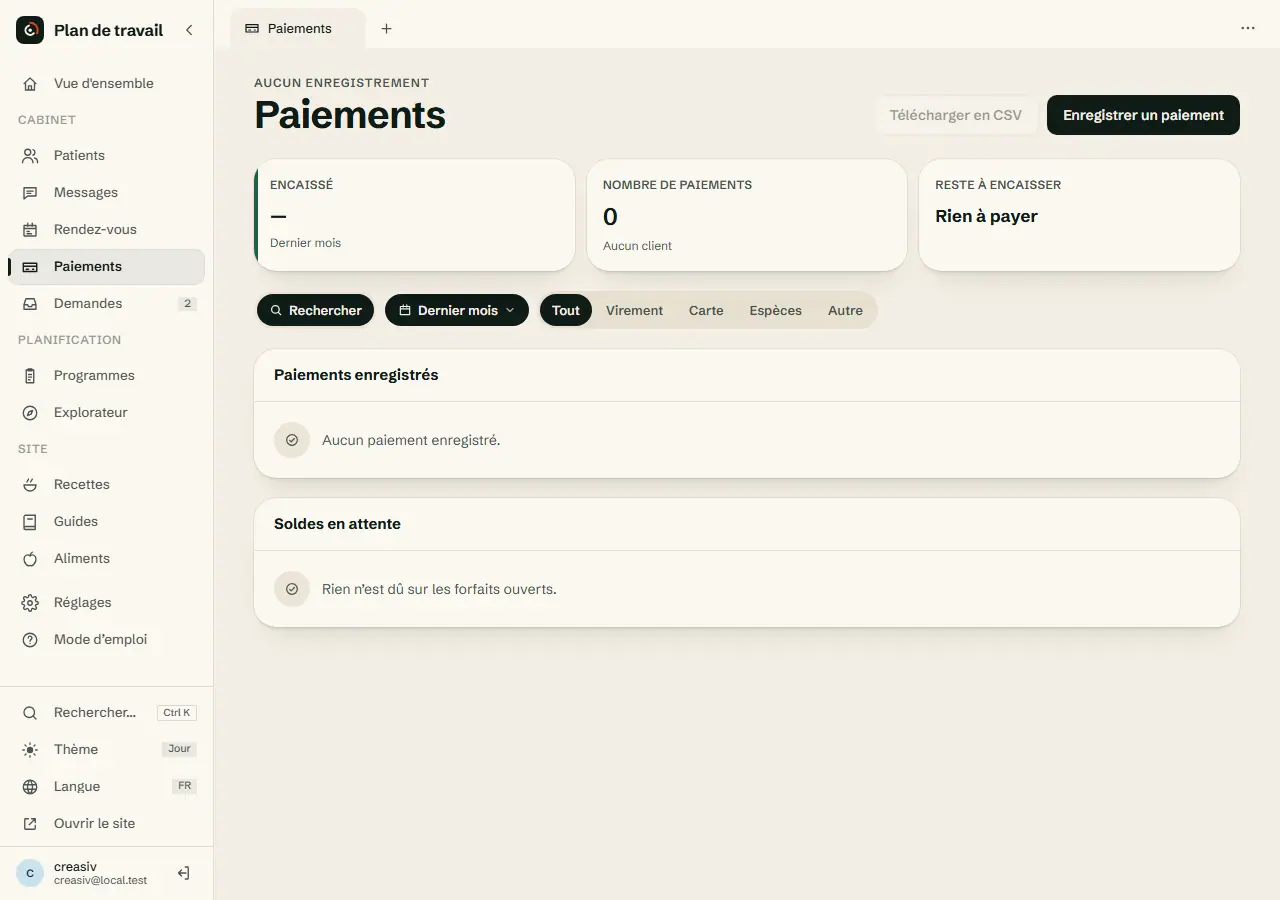 Plan de travail
Vue d'ensemble
CABINET
Patients
Messages
Rendez-vous
Paiements
Demandes 2
PLANIFICATION
Programmes
Explorateur
SITE
Recettes
Guides
Aliments
Réglages
Mode d’emploi
Rechercher... Ctrl K
Thème Jour
Langue FR
Ouvrir le site
C
creasiv
creasiv@local.test
Paiements
AUCUN ENREGISTREMENT
Paiements
Télécharger en CSV
Enregistrer un paiement
ENCAISSÉ
—
Dernier mois
NOMBRE DE PAIEMENTS
0
Aucun client
RESTE À ENCAISSER
Rien à payer
Rechercher
Dernier mois
Tout Virement Carte Espèces Autre
Paiements enregistrés
Aucun paiement enregistré.
Soldes en attente
Rien n’est dû sur les forfaits ouverts.